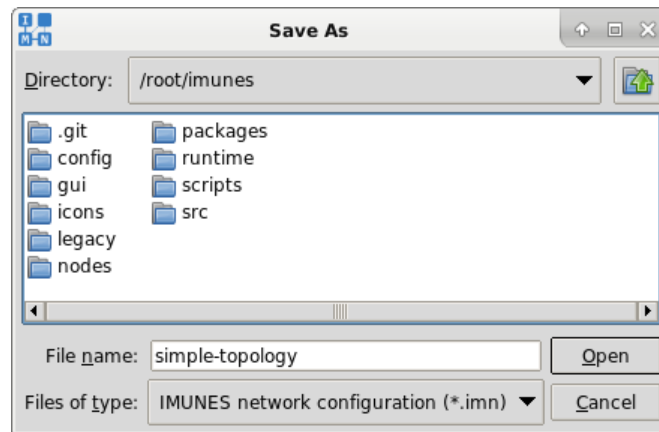 I
M-N
Save As
Directory: /root/imunes
.git packages
config runtime
gui scripts
icons src
legacy
nodes
File name: simple-topology Open
Files of type: IMUNES network configuration (*.imn) Cancel